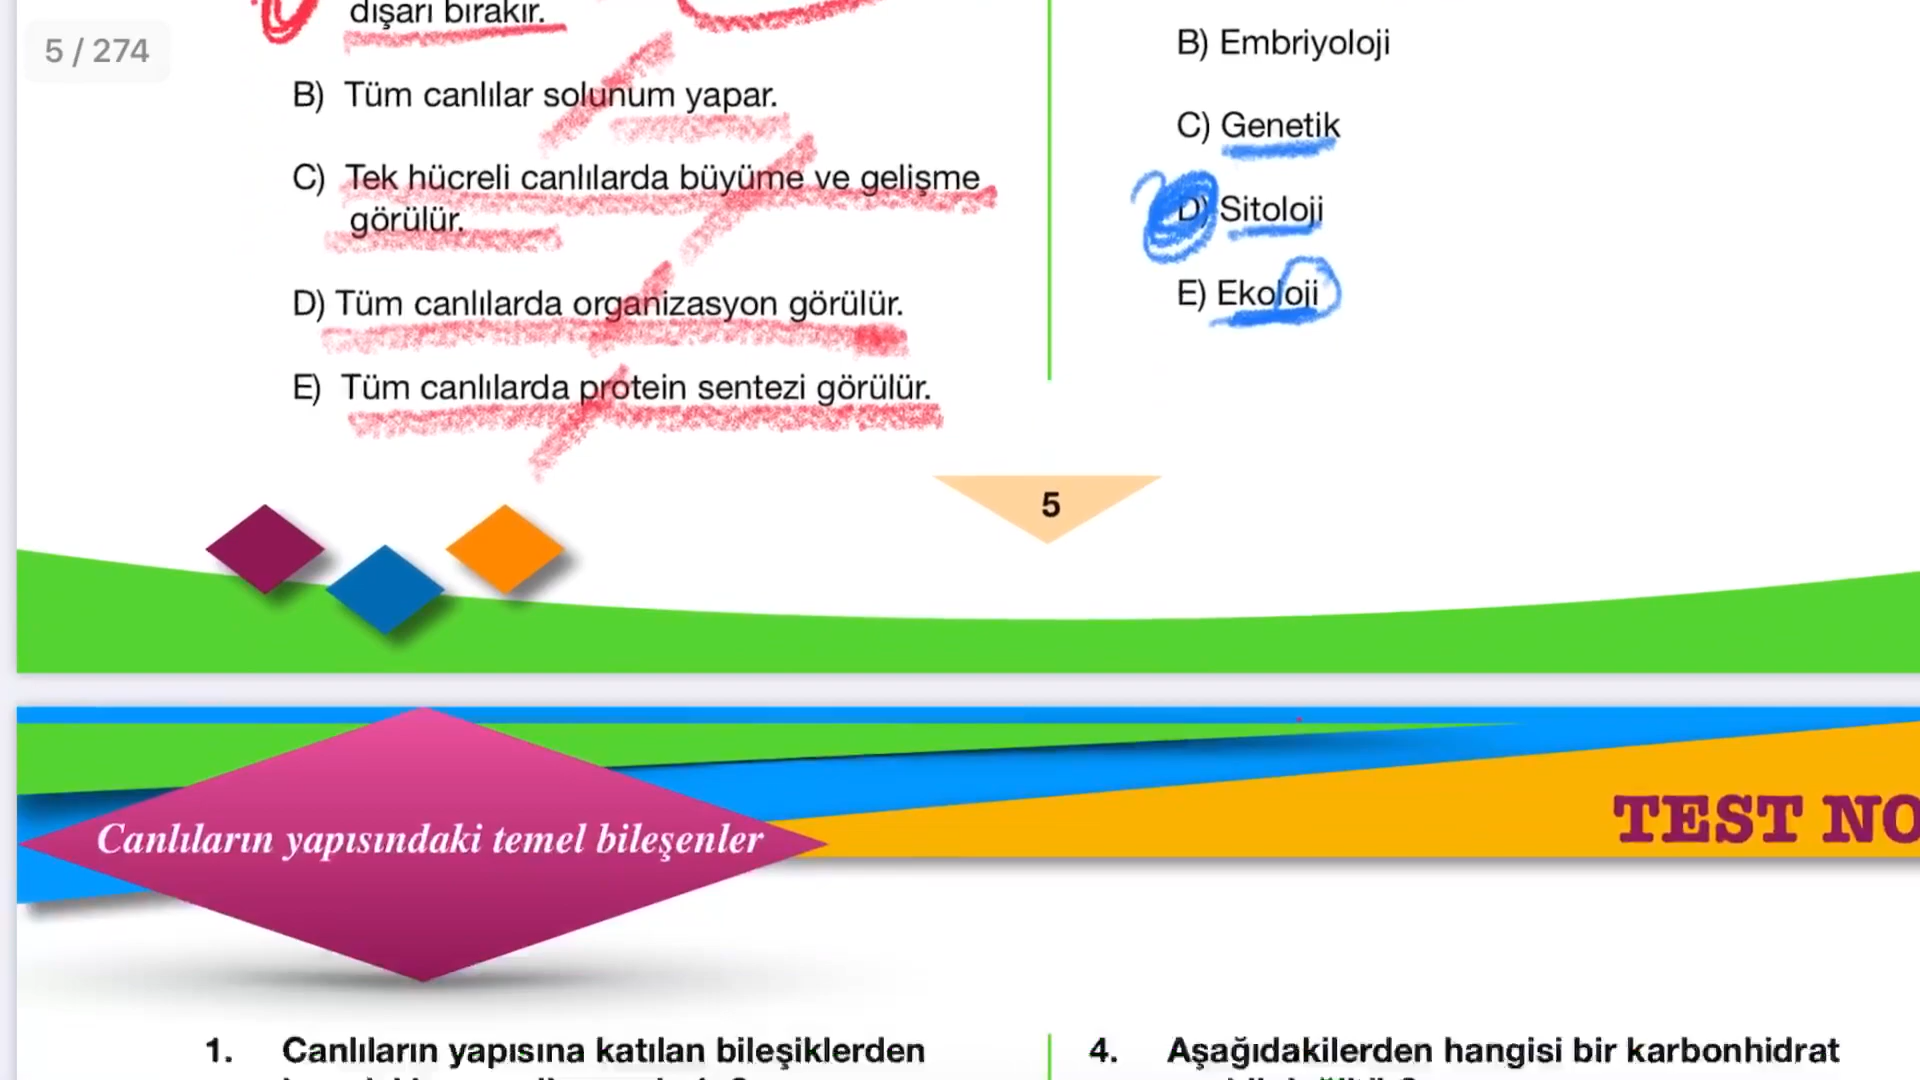 5 / 274
dışarı bırakır.
B) Tüm canlılar solunum yapar.
C) Tek hücreli canlılarda büyüme ve gelişme
görülür.
D) Tüm canlılarda organizasyon görülür.
E) Tüm canlılarda protein sentezi görülür.
B) Embriyoloji
C) Genetik
D) Sitoloji
E) Ekoloji
5
Canlıların yapısındaki temel bileşenler
TEST NO
1. Canlıların yapısına katılan bileşiklerden
4. Aşağıdakilerden hangisi bir karbonhidrat